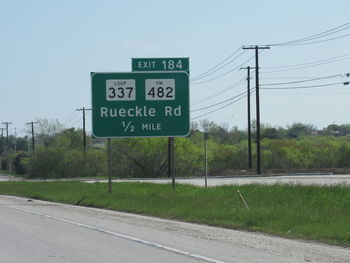 EXIT 184
LOOP 337 FM 482
Rueckle Rd
½ MILE